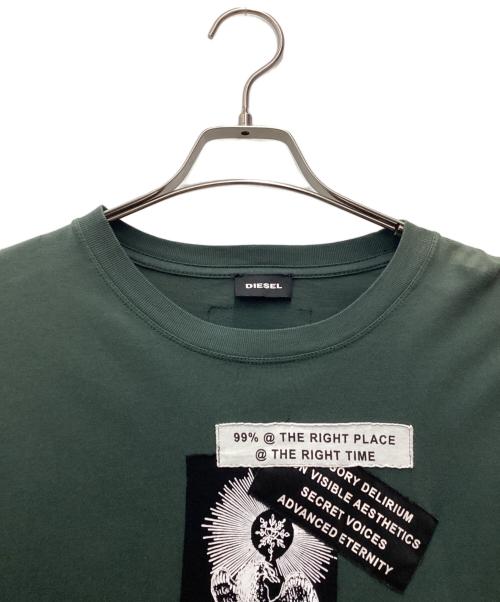 DIESEL
99% @ THE RIGHT PLACE
@ THE RIGHT TIME
DELIRIUM
VISIBLE AESTHETICS
SECRET VOICES
ADVANCED ETERNITY